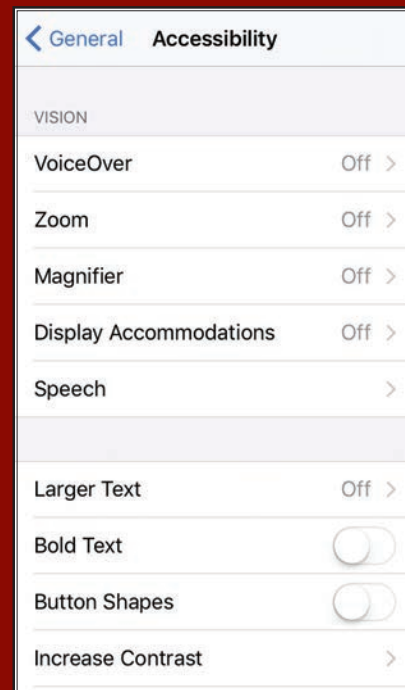 General Accessibility
VISION
VoiceOver Off
Zoom Off
Magnifier Off
Display Accommodations Off
Speech
Larger Text Off
Bold Text
Button Shapes
Increase Contrast